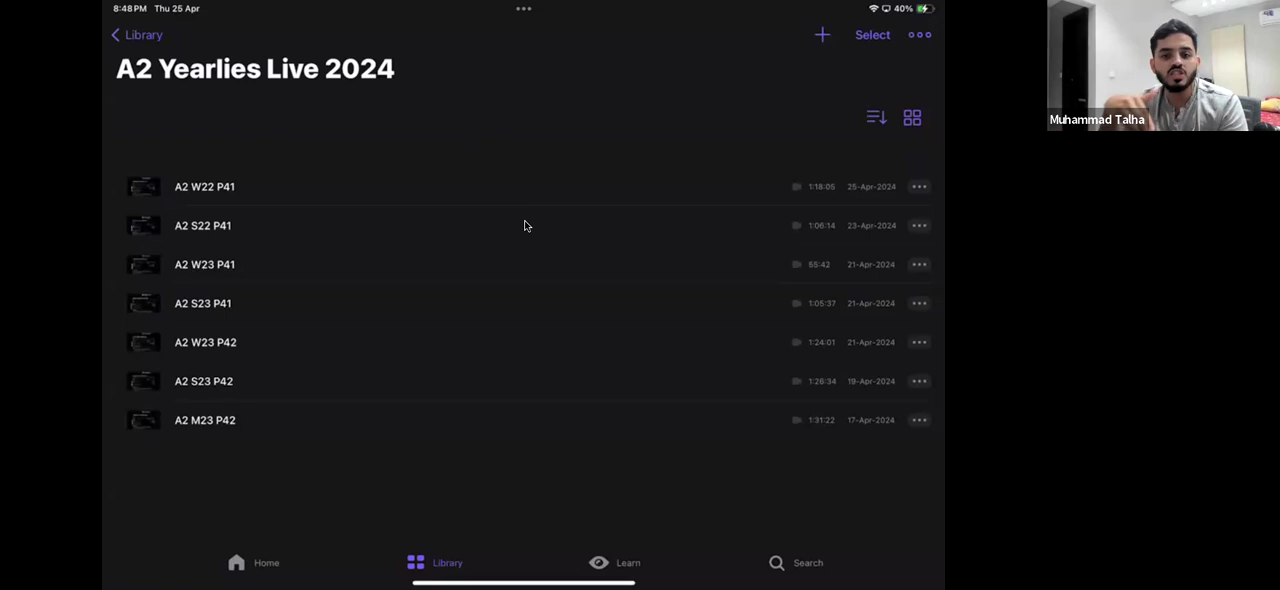 8:48 PM Thu 25 Apr
40%
Library
Select
A2 Yearlies Live 2024
A2 W22 P41 1:18:05 25-Apr-2024
A2 S22 P41 1:06:14 23-Apr-2024
A2 W23 P41 55:42 21-Apr-2024
A2 S23 P41 1:05:37 21-Apr-2024
A2 W23 P42 1:24:01 21-Apr-2024
A2 S23 P42 1:26:34 19-Apr-2024
A2 M23 P42 1:31:22 17-Apr-2024
Home Library Learn Search
Muhammad Talha